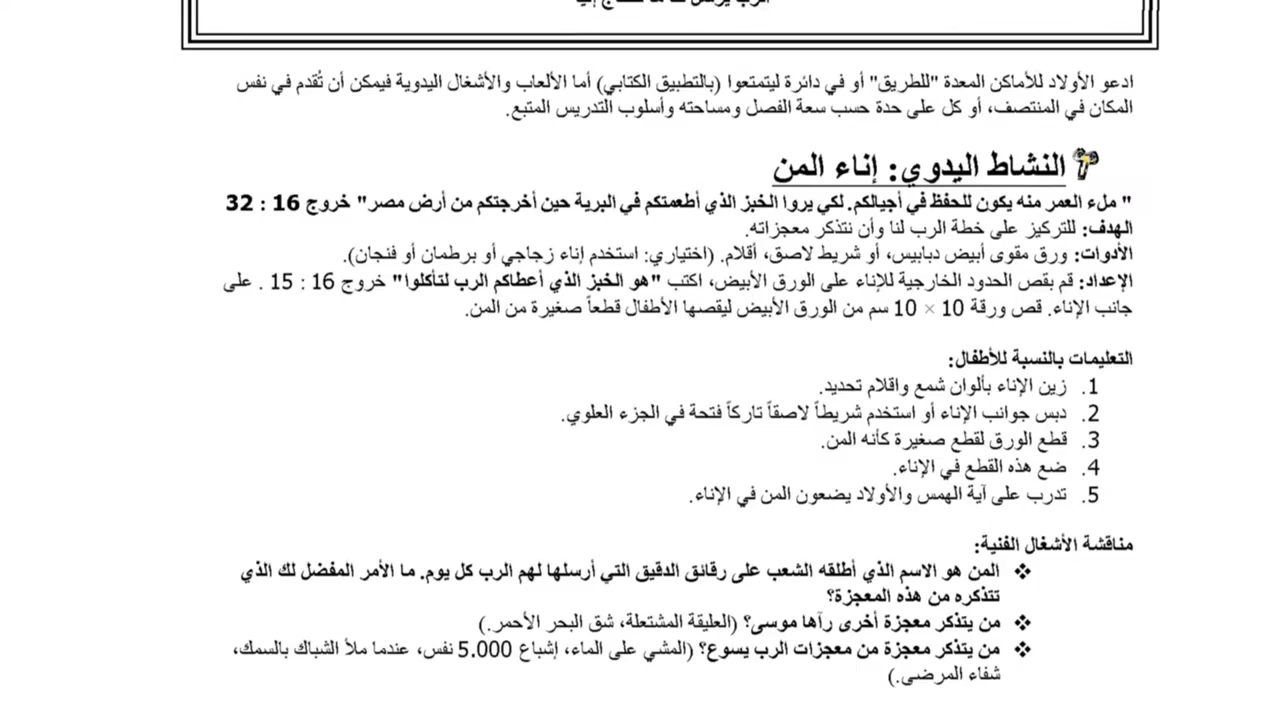 ادعو الأولاد للأماكن المعدة "للطريق" أو في دائرة ليتمتعوا (بالتطبيق الكتابي) أما الألعاب والأشغال اليدوية فيمكن أن تُقدم في نفس
المكان في المنتصف، أو كل على حدة حسب سعة الفصل ومساحته وأسلوب التدريس المتبع.
النشاط اليدوي: إناء المن
" ملء العمر منه يكون للحفظ في أجيالكم. لكي يروا الخبز الذي أطعمتكم في البرية حين أخرجتكم من أرض مصر" خروج 16 : 32
الهدف: للتركيز على خطة الرب لنا وأن نتذكر معجزاته.
الأدوات: ورق مقوى أبيض دبابيس، أو شريط لاصق، أقلام. (اختياري: استخدم إناء زجاجي أو برطمان أو فنجان).
الإعداد: قم بقص الحدود الخارجية للإناء على الورق الأبيض، اكتب "هو الخبز الذي أعطاكم الرب لتأكلوا" خروج 16 : 15 . على
جانب الإناء. قص ورقة 10 × 10 سم من الورق الأبيض ليقصها الأطفال قطعاً صغيرة من المن.
التعليمات بالنسبة للأطفال:
1. زين الإناء بألوان شمع واقلام تحديد.
2. دبس جوانب الإناء أو استخدم شريطاً لاصقاً تاركاً فتحة في الجزء العلوي.
3. قطع الورق لقطع صغيرة كأنه المن.
4. ضع هذه القطع في الإناء.
5. تدرب على آية الهمس والأولاد يضعون المن في الإناء.
مناقشة الأشغال الفنية:
❖ المن هو الاسم الذي أطلقه الشعب على رقائق الدقيق التي أرسلها لهم الرب كل يوم. ما الأمر المفضل لك الذي
تتذكره من هذه المعجزة؟
❖ من يتذكر معجزة أخرى رآها موسى؟ (العليقة المشتعلة، شق البحر الأحمر.)
❖ من يتذكر معجزة من معجزات الرب يسوع؟ (المشي على الماء، إشباع 5.000 نفس، عندما ملأ الشباك بالسمك،
شفاء المرضى.)